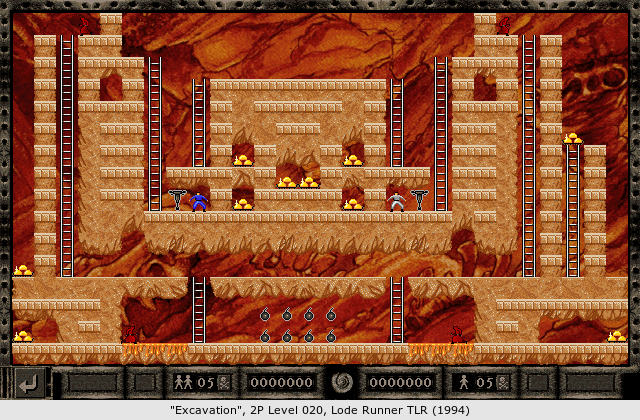 05 0000000 0000000 05
"Excavation", 2P Level 020, Lode Runner TLR (1994)